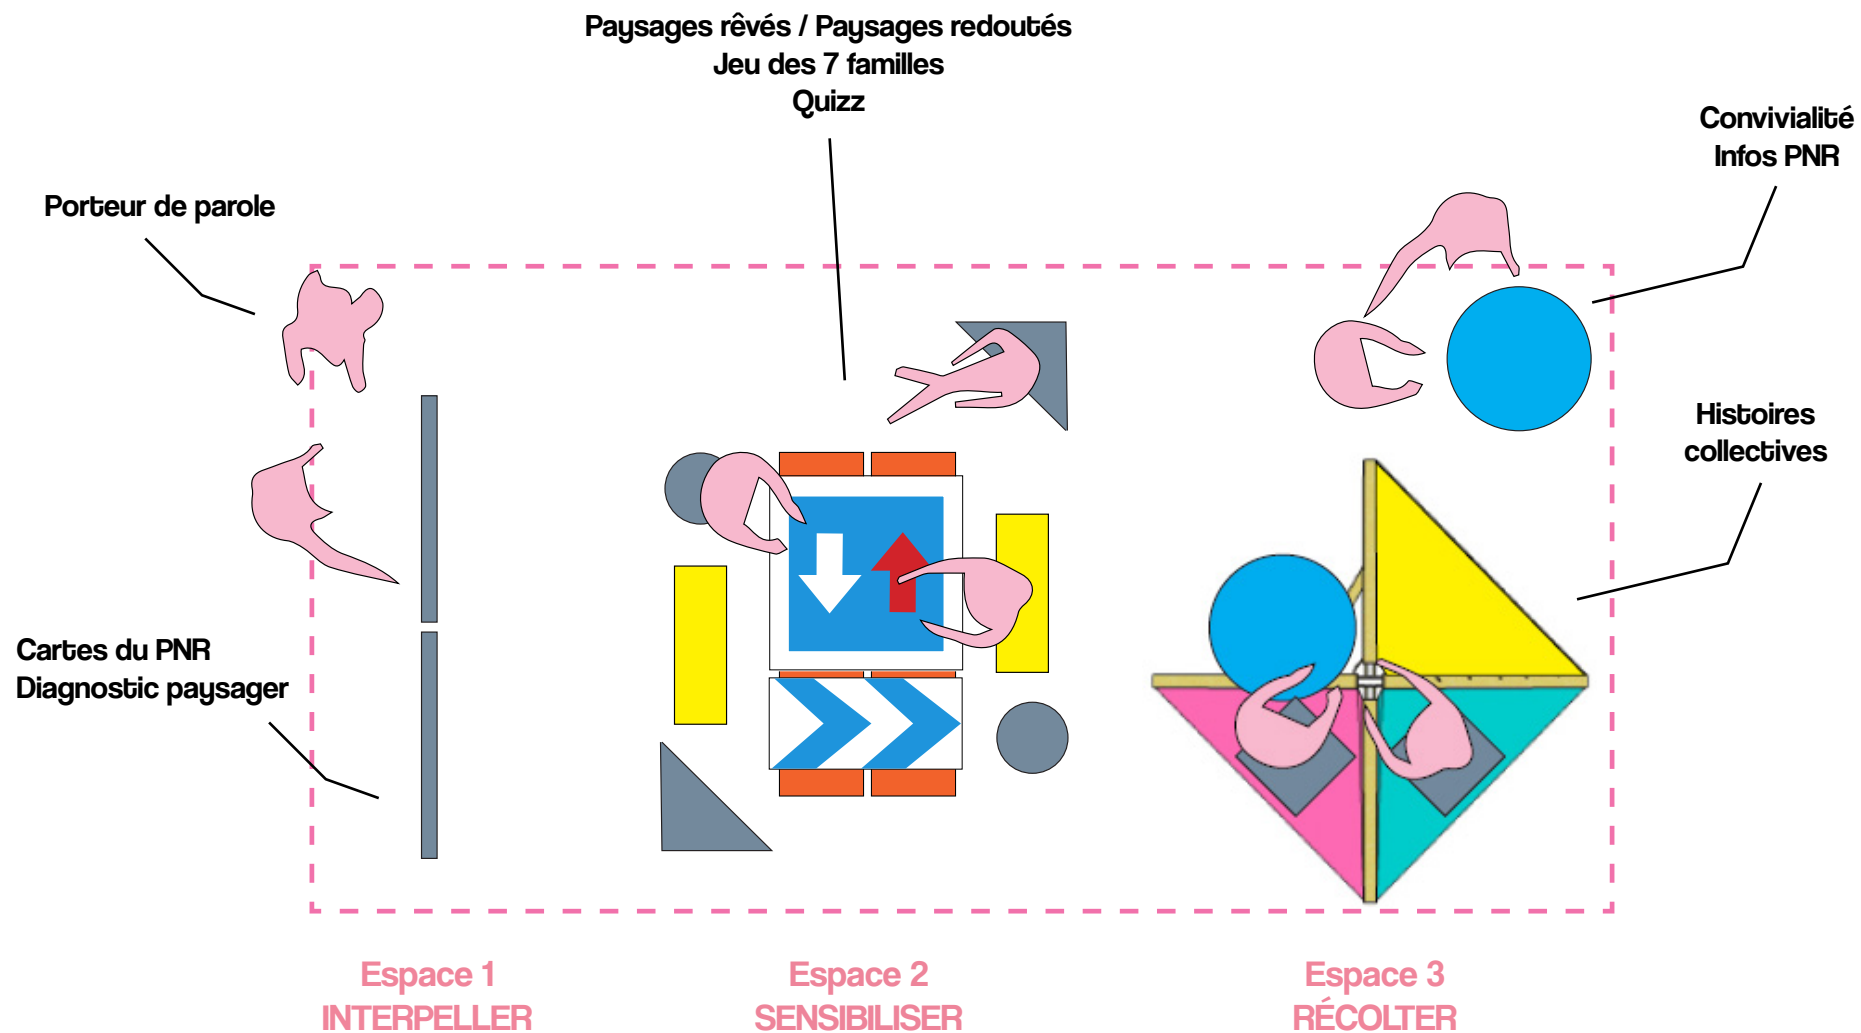 Paysages rêvés / Paysages redoutés
Jeu des 7 familles
Quizz
Convivialité
Infos PNR
Porteur de parole
Histoires
collectives
Cartes du PNR
Diagnostic paysager
Espace 1
INTERPELLER
Espace 2
SENSIBILISER
Espace 3
RÉCOLTER